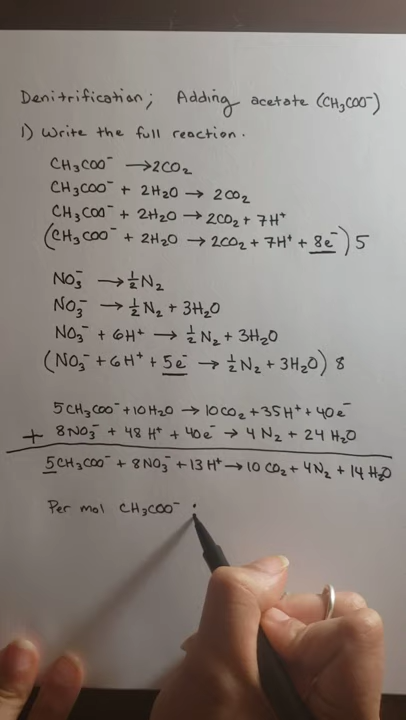 Denitrification; Adding acetate (CH₃COO⁻)
1) Write the full reaction.
CH₃COO⁻ → 2CO₂
CH₃COO⁻ + 2H₂O → 2CO₂
CH₃COO⁻ + 2H₂O → 2CO₂ + 7H⁺
(CH₃COO⁻ + 2H₂O → 2CO₂ + 7H⁺ + 8e⁻) 5
NO₃⁻ → ½N₂
NO₃⁻ → ½N₂ + 3H₂O
NO₃⁻ + 6H⁺ → ½N₂ + 3H₂O
(NO₃⁻ + 6H⁺ + 5e⁻ → ½N₂ + 3H₂O) 8
5CH₃COO⁻ + 10H₂O → 10CO₂ + 35H⁺ + 40e⁻
+ 8NO₃⁻ + 48H⁺ + 40e⁻ → 4N₂ + 24H₂O
5CH₃COO⁻ + 8NO₃⁻ + 13H⁺ → 10CO₂ + 4N₂ + 14H₂O
Per mol CH₃COO⁻ :